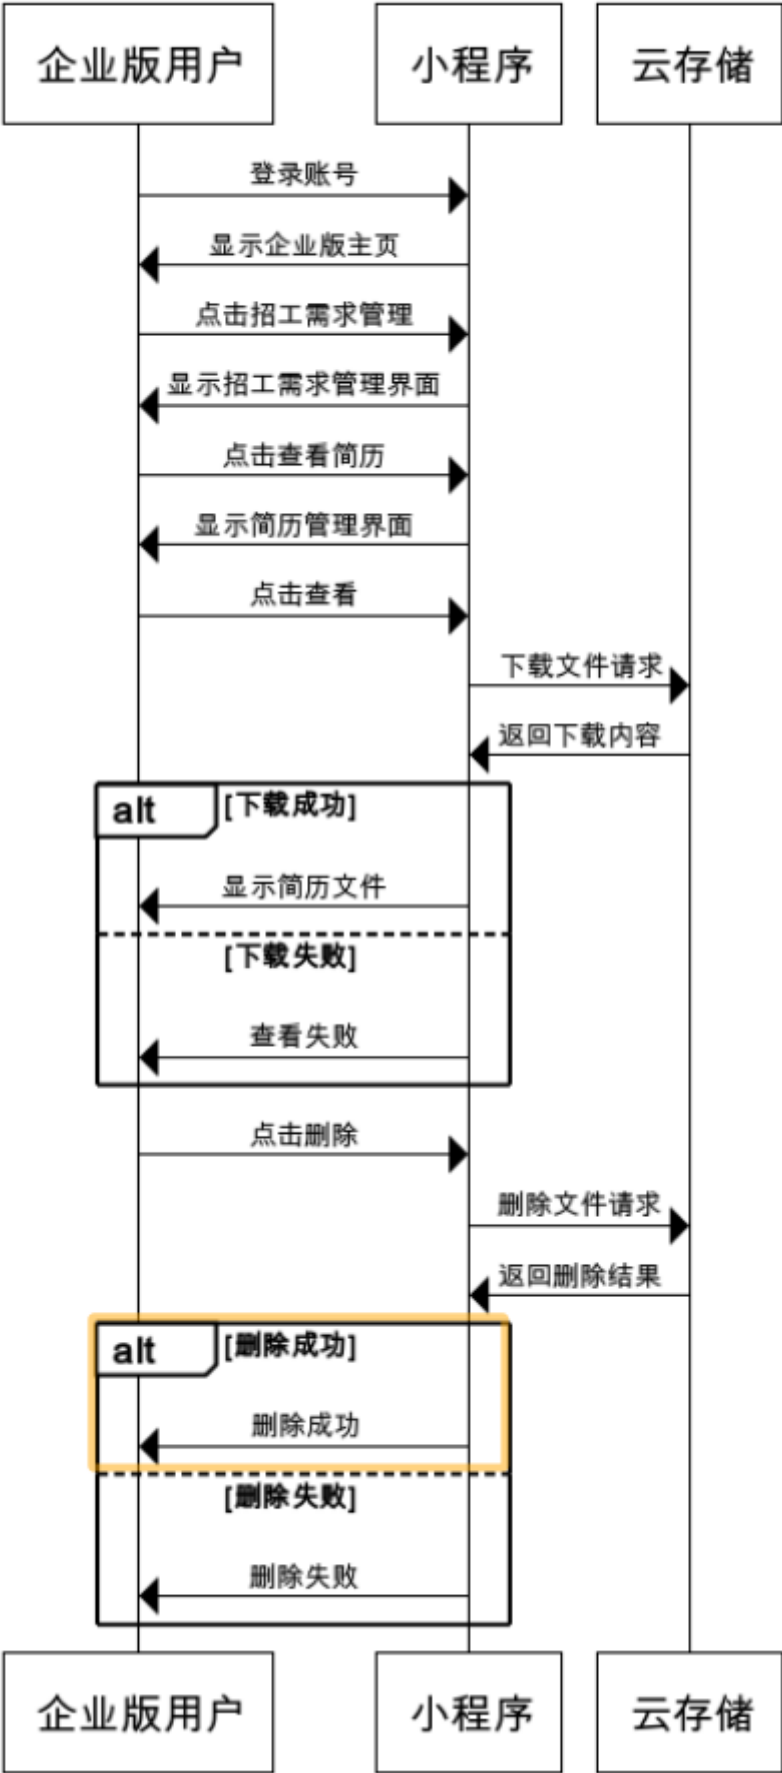 企业版用户 小程序 云存储
登录账号
显示企业版主页
点击招工需求管理
显示招工需求管理界面
点击查看简历
显示简历管理界面
点击查看
下载文件请求
返回下载内容
alt [下载成功]
显示简历文件
[下载失败]
查看失败
点击删除
删除文件请求
返回删除结果
alt [删除成功]
删除成功
[删除失败]
删除失败
企业版用户 小程序 云存储